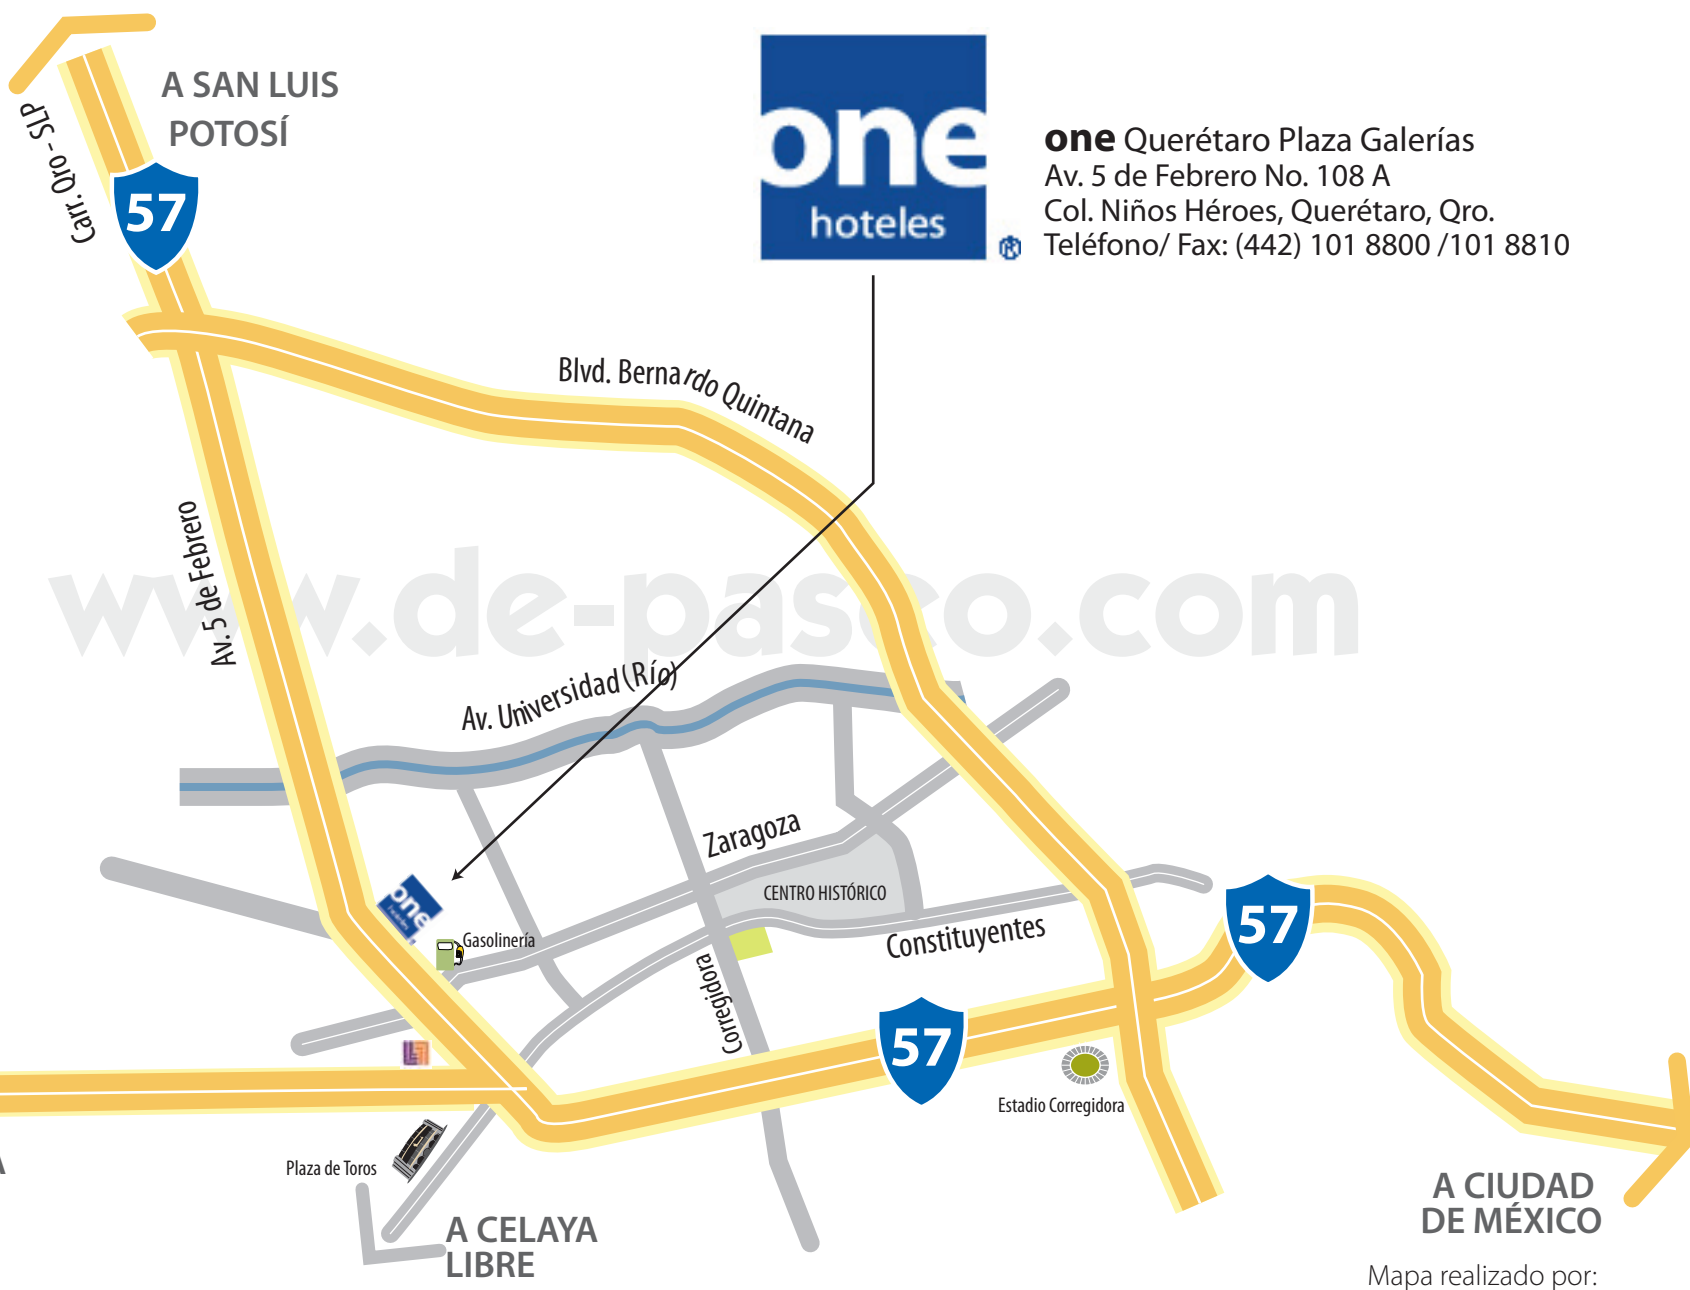 A SAN LUIS
POTOSÍ
Carr. Qro - SLP
57
one
hoteles
one Querétaro Plaza Galerías
Av. 5 de Febrero No. 108 A
Col. Niños Héroes, Querétaro, Qro.
Teléfono/ Fax: (442) 101 8800 /101 8810
Blvd. Bernardo Quintana
Av. 5 de Febrero
www.de-paseo.com
Av. Universidad (Río)
Zaragoza
CENTRO HISTÓRICO
one
Gasolinería
Constituyentes
57
Corregidora
57
Estadio Corregidora
Plaza de Toros
A CELAYA
LIBRE
A CIUDAD
DE MÉXICO
Mapa realizado por: